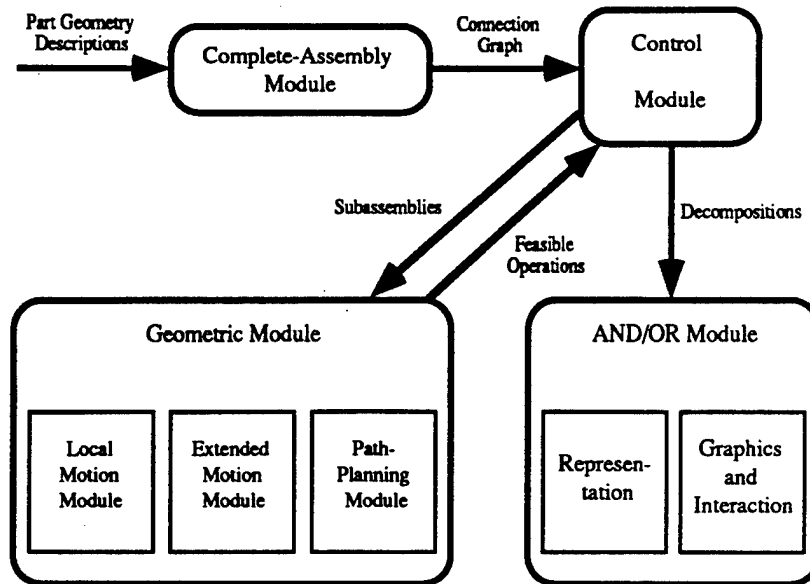 Part Geometry
Descriptions
Complete-Assembly
Module
Connection
Graph
Control
Module
Subassemblies
Feasible
Operations
Decompositions
Geometric Module
Local
Motion
Module
Extended
Motion
Module
Path-
Planning
Module
AND/OR Module
Represen-
tation
Graphics
and
Interaction